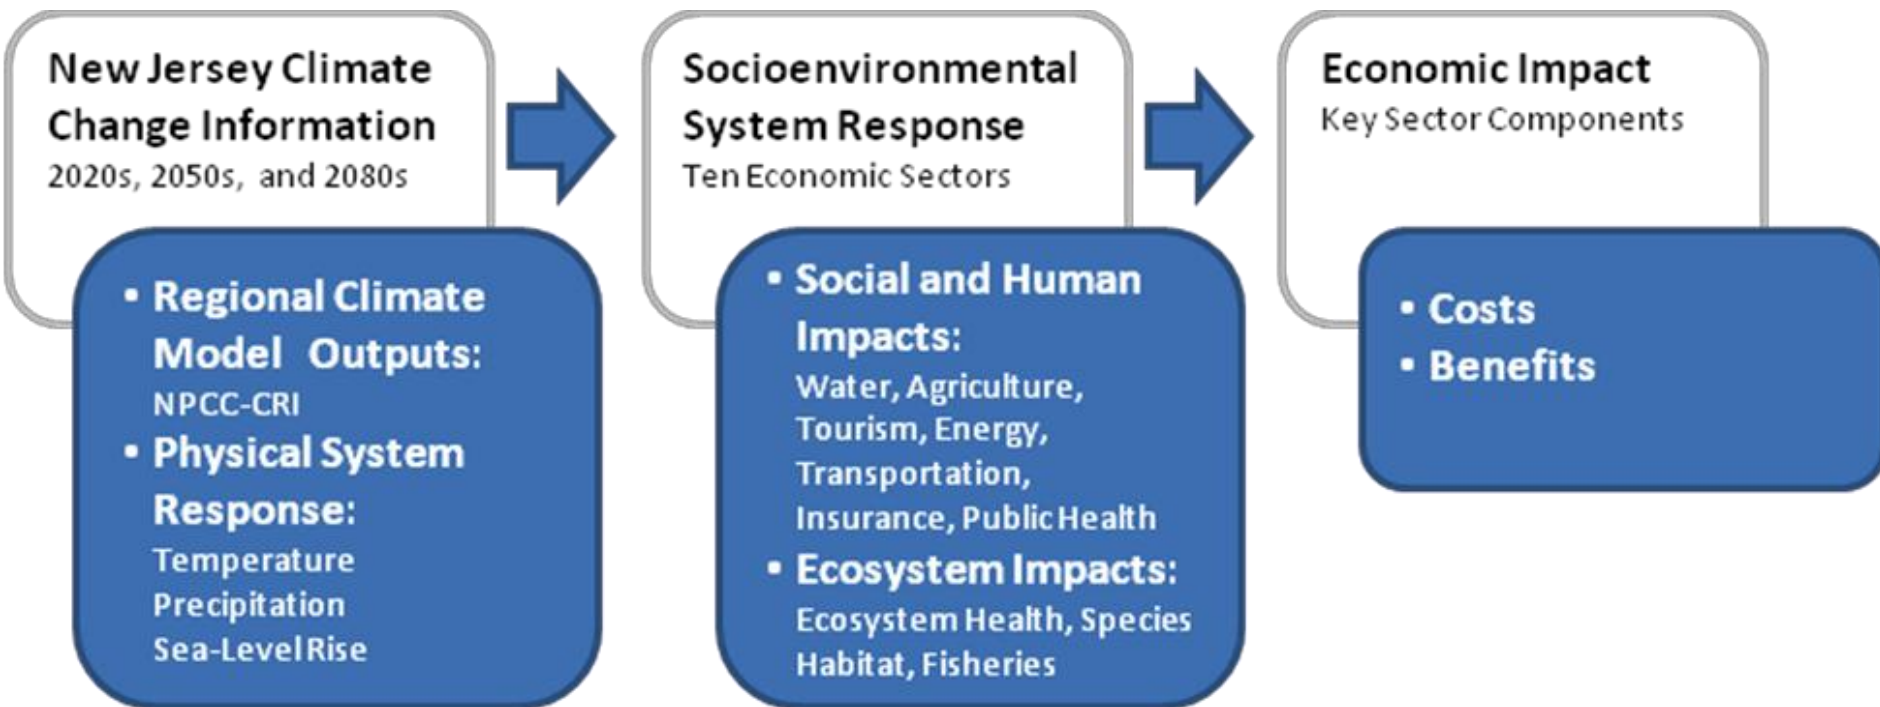 New Jersey Climate
Change Information
2020s, 2050s, and 2080s
▪ Regional Climate
Model Outputs:
NPCC-CRI
▪ Physical System
Response:
Temperature
Precipitation
Sea-Level Rise
Socioenvironmental
System Response
Ten Economic Sectors
▪ Social and Human
Impacts:
Water, Agriculture,
Tourism, Energy,
Transportation,
Insurance, Public Health
▪ Ecosystem Impacts:
Ecosystem Health, Species
Habitat, Fisheries
Economic Impact
Key Sector Components
▪ Costs
▪ Benefits